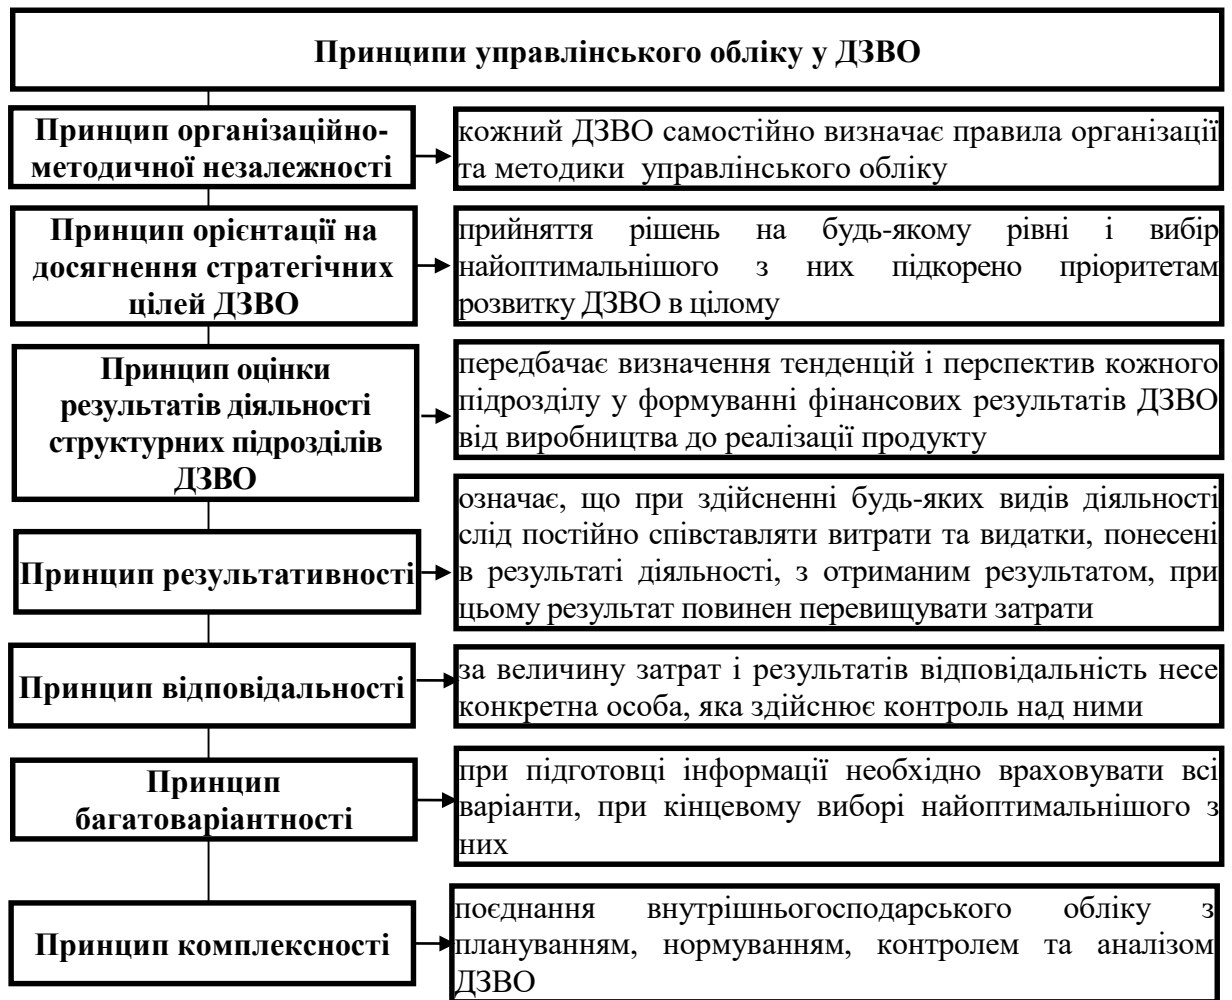 Принципи управлінського обліку у ДЗВО
Принцип організаційно-
методичної незалежності
кожний ДЗВО самостійно визначає правила організації
та методики управлінського обліку
Принцип орієнтації на
досягнення стратегічних
цілей ДЗВО
прийняття рішень на будь-якому рівні і вибір
найоптимальнішого з них підкорено пріоритетам
розвитку ДЗВО в цілому
Принцип оцінки
результатів діяльності
структурних підрозділів
ДЗВО
передбачає визначення тенденцій і перспектив кожного
підрозділу у формуванні фінансових результатів ДЗВО
від виробництва до реалізації продукту
Принцип результативності
означає, що при здійсненні будь-яких видів діяльності
слід постійно співставляти витрати та видатки, понесені
в результаті діяльності, з отриманим результатом, при
цьому результат повинен перевищувати затрати
Принцип відповідальності
за величину затрат і результатів відповідальність несе
конкретна особа, яка здійснює контроль над ними
Принцип
багатоваріантності
при підготовці інформації необхідно враховувати всі
варіанти, при кінцевому виборі найоптимальнішого з
них
Принцип комплексності
поєднання внутрішньогосподарського обліку з
плануванням, нормуванням, контролем та аналізом
ДЗВО